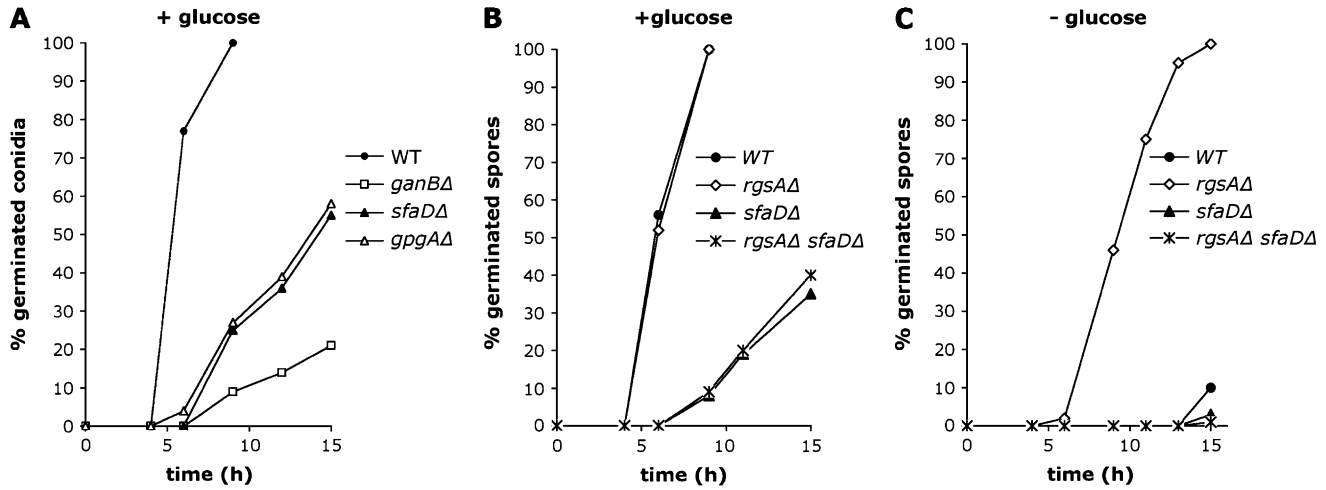 A
+ glucose
% germinated conidia
100
90
80
70
60
50
40
30
20
10
0
0
5
10
15
time (h)
WT
ganBΔ
sfaDΔ
gpgAΔ
B
+glucose
% germinated spores
100
90
80
70
60
50
40
30
20
10
0
0
5
10
15
time (h)
WT
rgsAΔ
sfaDΔ
rgsAΔ sfaDΔ
C
- glucose
% germinated spores
100
90
80
70
60
50
40
30
20
10
0
0
5
10
15
time (h)
WT
rgsAΔ
sfaDΔ
rgsAΔ sfaDΔ